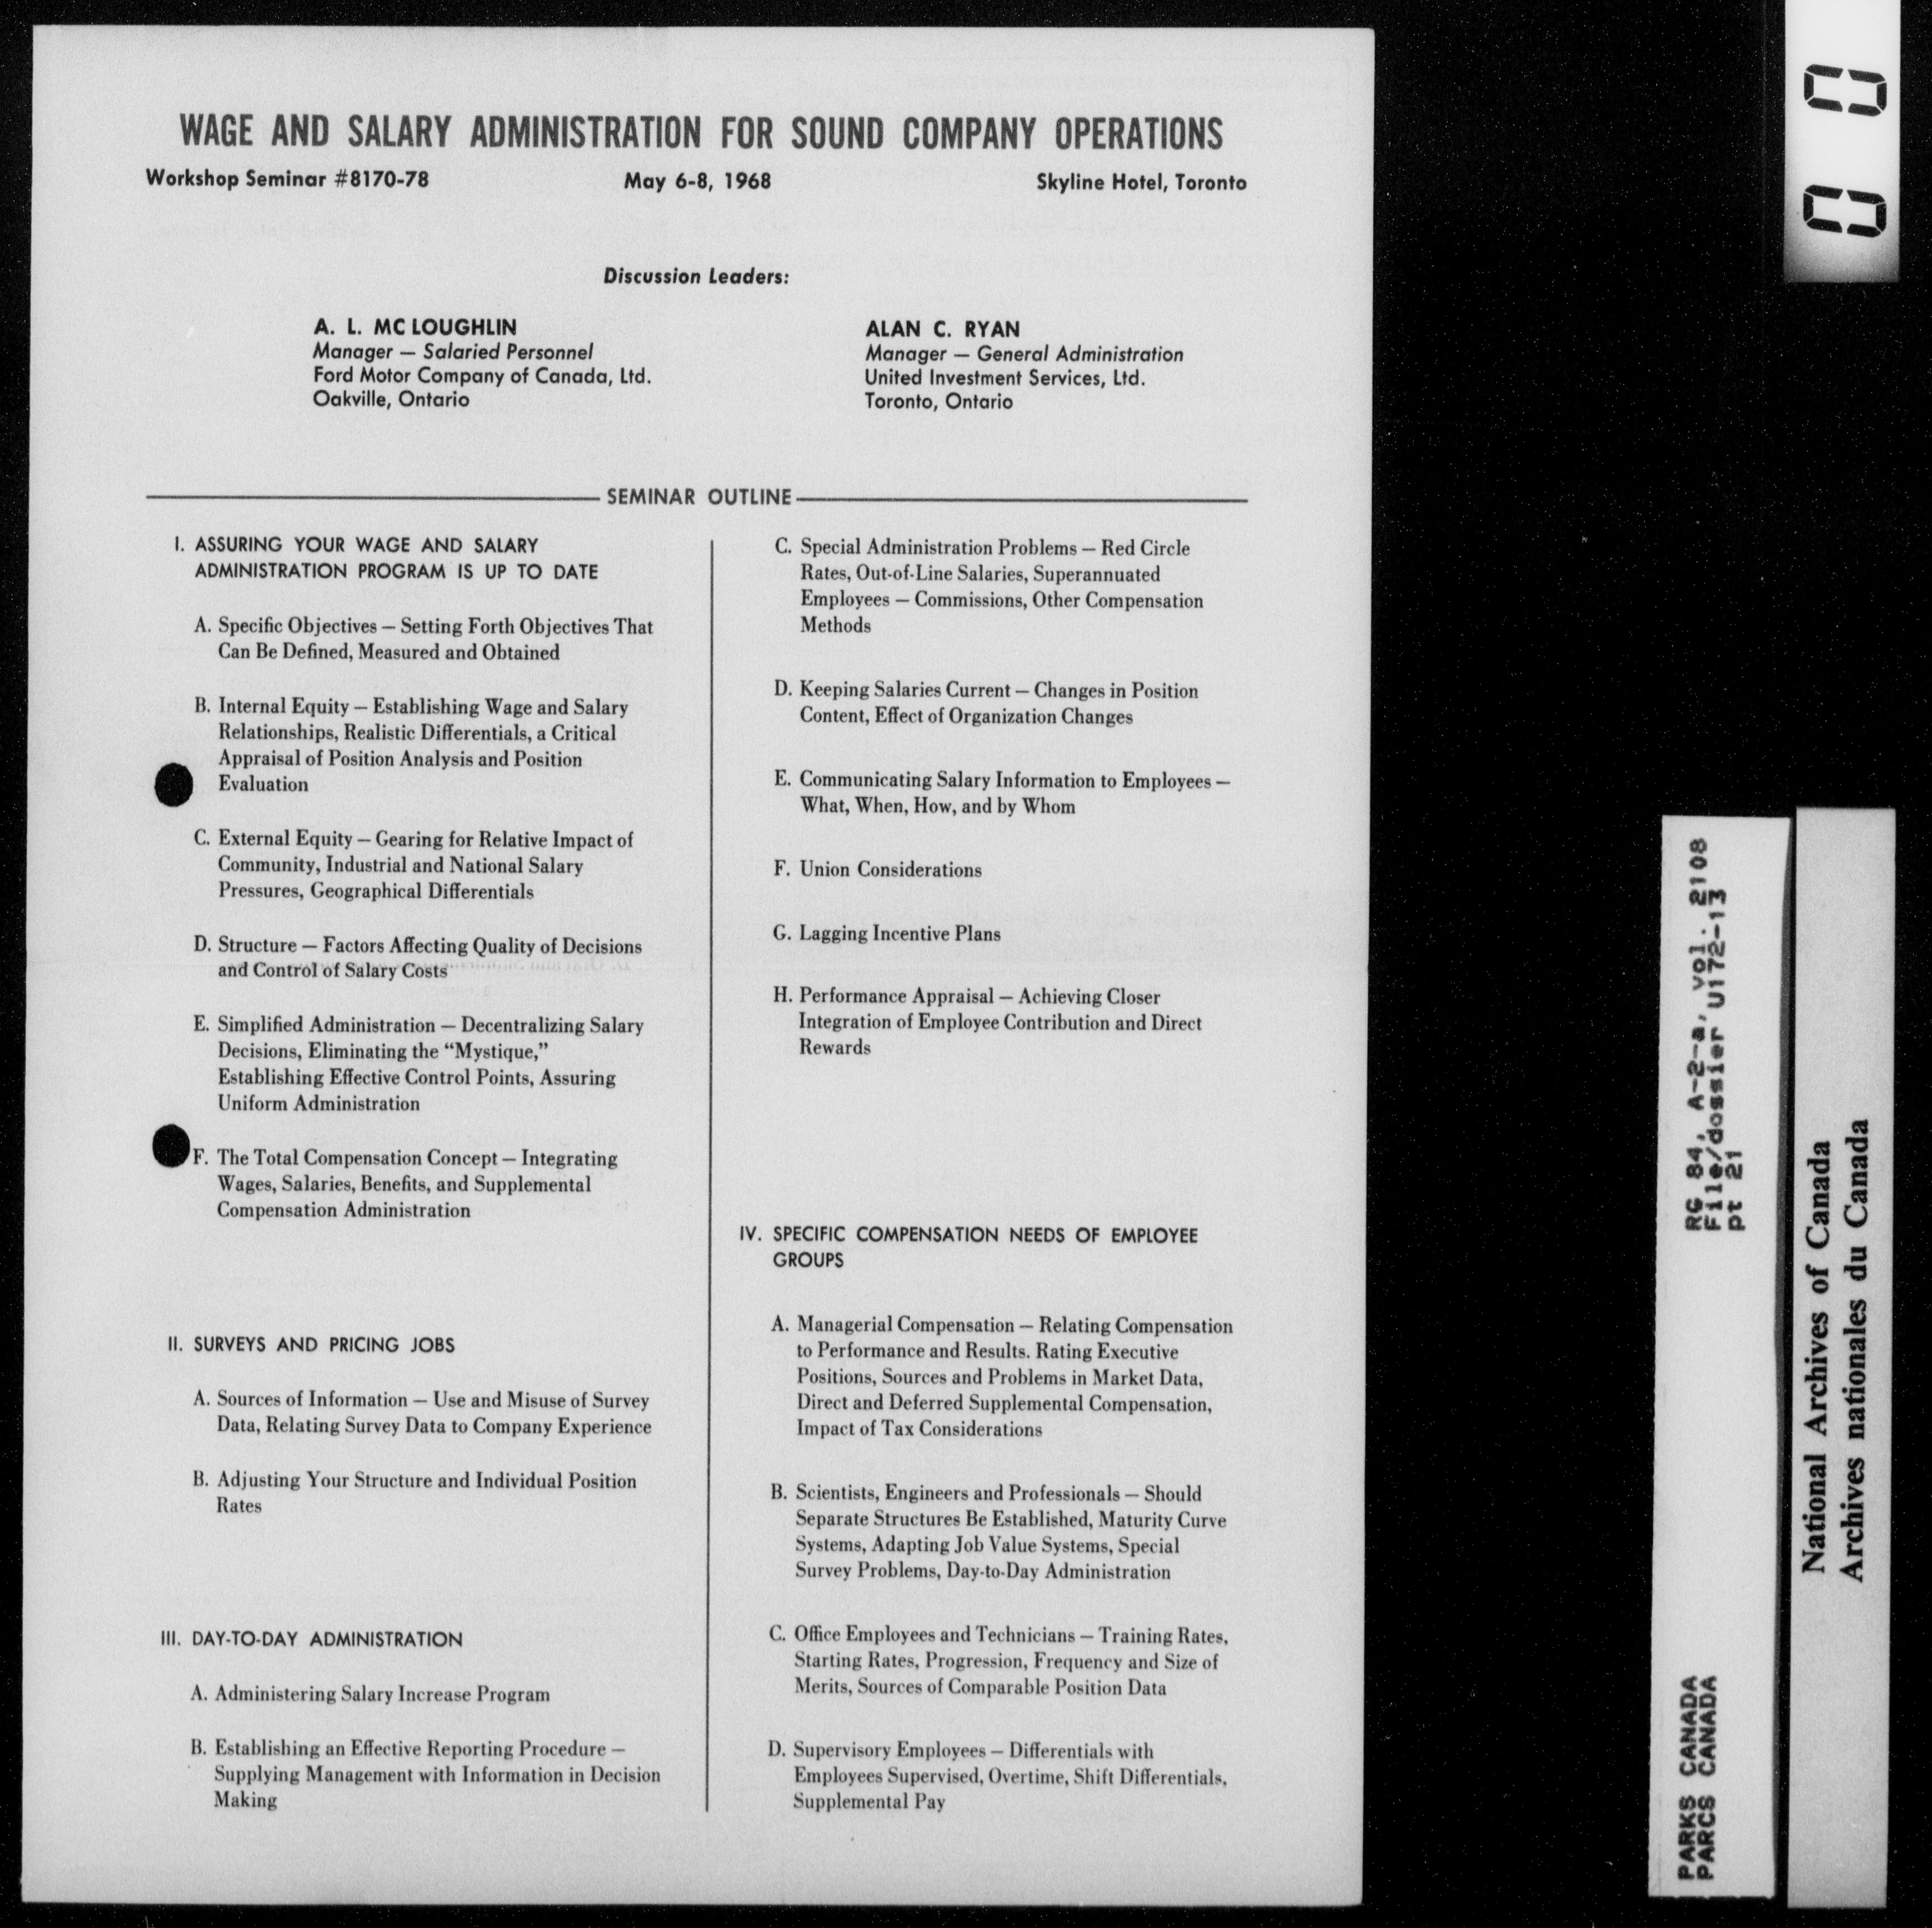 WAGE AND SALARY ADMINISTRATION FOR SOUND COMPANY OPERATIONS
Workshop Seminar #8170-78 May 6-8, 1968 Skyline Hotel, Toronto
Discussion Leaders:
A. L. MC LOUGHLIN
Manager — Salaried Personnel
Ford Motor Company of Canada, Ltd.
Oakville, Ontario
ALAN C. RYAN
Manager — General Administration
United Investment Services, Ltd.
Toronto, Ontario
SEMINAR OUTLINE
I. ASSURING YOUR WAGE AND SALARY
ADMINISTRATION PROGRAM IS UP TO DATE
A. Specific Objectives — Setting Forth Objectives That
Can Be Defined, Measured and Obtained
B. Internal Equity — Establishing Wage and Salary
Relationships, Realistic Differentials, a Critical
Appraisal of Position Analysis and Position
Evaluation
C. External Equity — Gearing for Relative Impact of
Community, Industrial and National Salary
Pressures, Geographical Differentials
D. Structure — Factors Affecting Quality of Decisions
and Control of Salary Costs
E. Simplified Administration — Decentralizing Salary
Decisions, Eliminating the “Mystique,”
Establishing Effective Control Points, Assuring
Uniform Administration
F. The Total Compensation Concept — Integrating
Wages, Salaries, Benefits, and Supplemental
Compensation Administration
II. SURVEYS AND PRICING JOBS
A. Sources of Information — Use and Misuse of Survey
Data, Relating Survey Data to Company Experience
B. Adjusting Your Structure and Individual Position
Rates
III. DAY-TO-DAY ADMINISTRATION
A. Administering Salary Increase Program
B. Establishing an Effective Reporting Procedure —
Supplying Management with Information in Decision
Making
C. Special Administration Problems — Red Circle
Rates, Out-of-Line Salaries, Superannuated
Employees — Commissions, Other Compensation
Methods
D. Keeping Salaries Current — Changes in Position
Content, Effect of Organization Changes
E. Communicating Salary Information to Employees —
What, When, How, and by Whom
F. Union Considerations
G. Lagging Incentive Plans
H. Performance Appraisal — Achieving Closer
Integration of Employee Contribution and Direct
Rewards
IV. SPECIFIC COMPENSATION NEEDS OF EMPLOYEE
GROUPS
A. Managerial Compensation — Relating Compensation
to Performance and Results. Rating Executive
Positions, Sources and Problems in Market Data,
Direct and Deferred Supplemental Compensation,
Impact of Tax Considerations
B. Scientists, Engineers and Professionals — Should
Separate Structures Be Established, Maturity Curve
Systems, Adapting Job Value Systems, Special
Survey Problems, Day-to-Day Administration
C. Office Employees and Technicians — Training Rates,
Starting Rates, Progression, Frequency and Size of
Merits, Sources of Comparable Position Data
D. Supervisory Employees — Differentials with
Employees Supervised, Overtime, Shift Differentials,
Supplemental Pay
00
RG 84, A-2-a, vol. 2108
File/dossier U172-13
pt 21
PARKS CANADA
PARCS CANADA
National Archives of Canada
Archives nationales du Canada